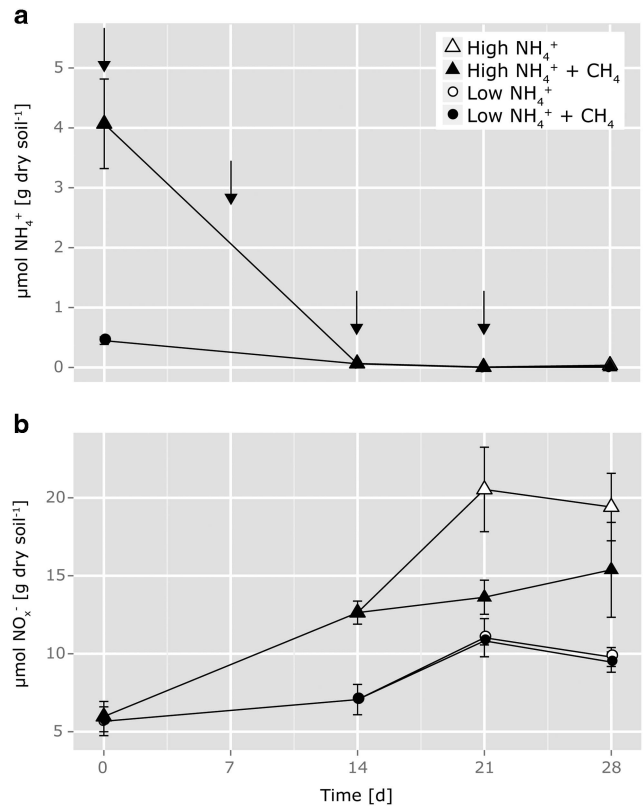 a
High NH₄⁺
High NH₄⁺ + CH₄
Low NH₄⁺
Low NH₄⁺ + CH₄
µmol NH₄⁺ [g dry soil⁻¹]
5
4
3
2
1
0
b
µmol NOₓ⁻ [g dry soil⁻¹]
20
15
10
5
0 7 14 21 28
Time [d]